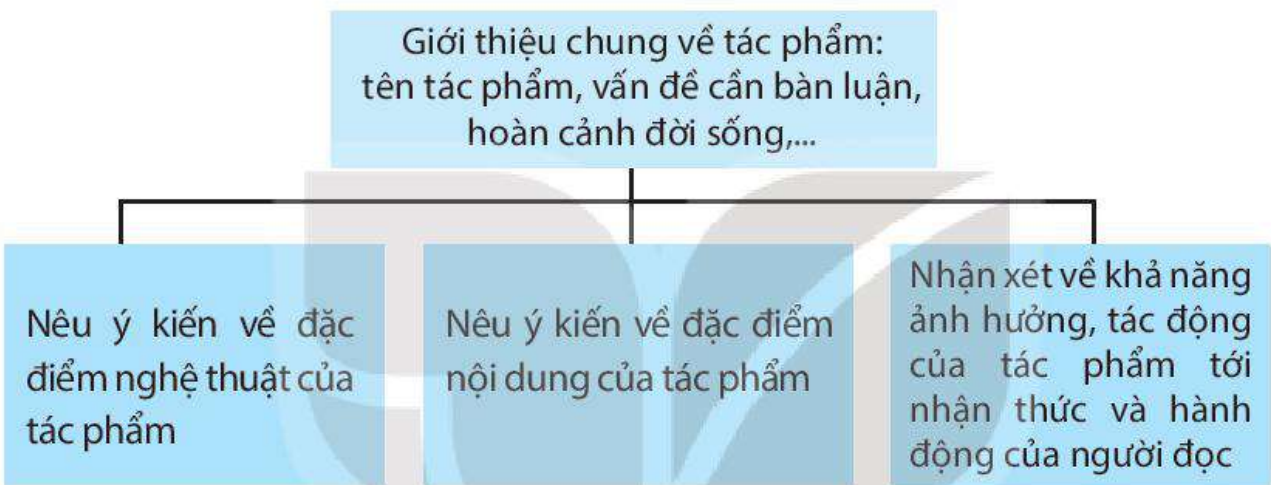 Giới thiệu chung về tác phẩm:
tên tác phẩm, vấn đề cần bàn luận,
hoàn cảnh đời sống,...
Nêu ý kiến về đặc
điểm nghệ thuật của
tác phẩm
Nêu ý kiến về đặc điểm
nội dung của tác phẩm
Nhận xét về khả năng
ảnh hưởng, tác động
của tác phẩm tới
nhận thức và hành
động của người đọc